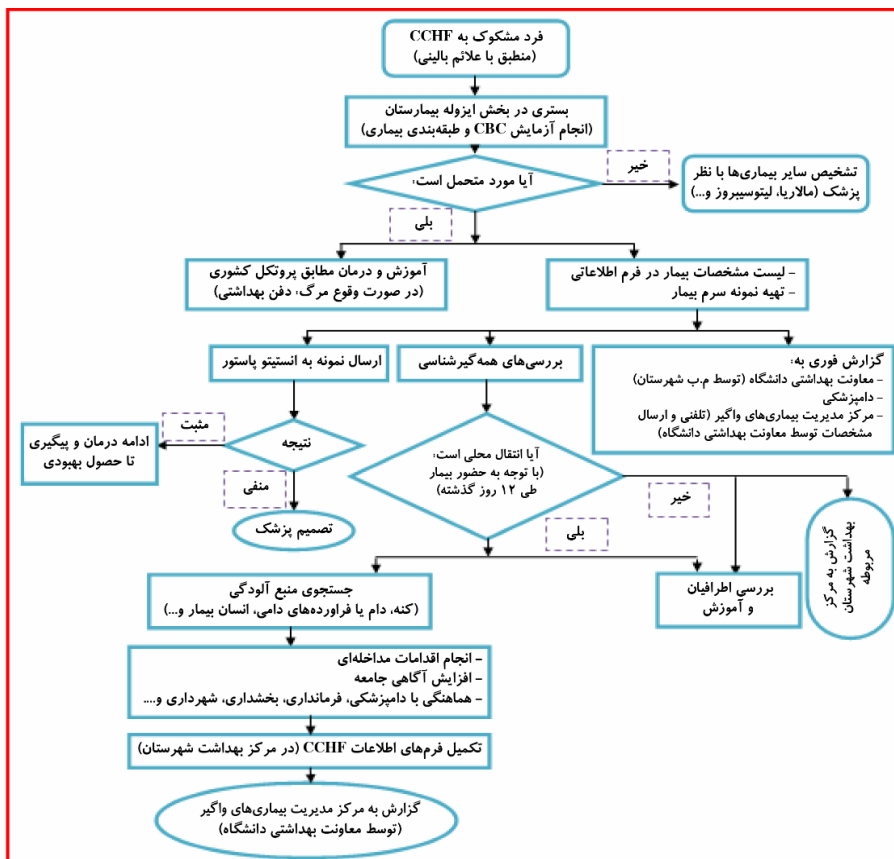 فرد مشکوک به CCHF
(منطبق با علائم بالینی)
بستری در بخش ایزوله بیمارستان
(انجام آزمایش CBC و طبقه‌بندی بیماری)
آیا مورد متحمل است؛
خیر
تشخیص سایر بیماری‌ها با نظر
پزشک (مالاریا، لپتوسپیروز و...)
بلی
آموزش و درمان مطابق پروتکل کشوری
(در صورت وقوع مرگ؛ دفن بهداشتی)
- لیست مشخصات بیمار در فرم اطلاعاتی
- تهیه نمونه سرم بیمار
گزارش فوری به:
- معاونت بهداشتی دانشگاه (توسط م.ب شهرستان)
- دامپزشکی
- مرکز مدیریت بیماری‌های واگیر (تلفنی و ارسال
مشخصات توسط معاونت بهداشتی دانشگاه)
بررسی‌های همه‌گیرشناسی
ارسال نمونه به انستیتو پاستور
نتیجه
مثبت
ادامه درمان و پیگیری
تا حصول بهبودی
منفی
تصمیم پزشک
آیا انتقال محلی است؛
(با توجه به حضور بیمار
طی ۱۲ روز گذشته)
خیر
گزارش به مرکز
بهداشت شهرستان
مربوطه
بلی
بررسی اطرافیان
و آموزش
جستجوی منبع آلودگی
(کنه، دام یا فراورده‌های دامی، انسان بیمار و...)
- انجام اقدامات مداخله‌ای
- افزایش آگاهی جامعه
- هماهنگی با دامپزشکی، فرمانداری، بخشداری، شهرداری و....
تکمیل فرم‌های اطلاعات CCHF (در مرکز بهداشت شهرستان)
گزارش به مرکز مدیریت بیماری‌های واگیر
(توسط معاونت بهداشتی دانشگاه)